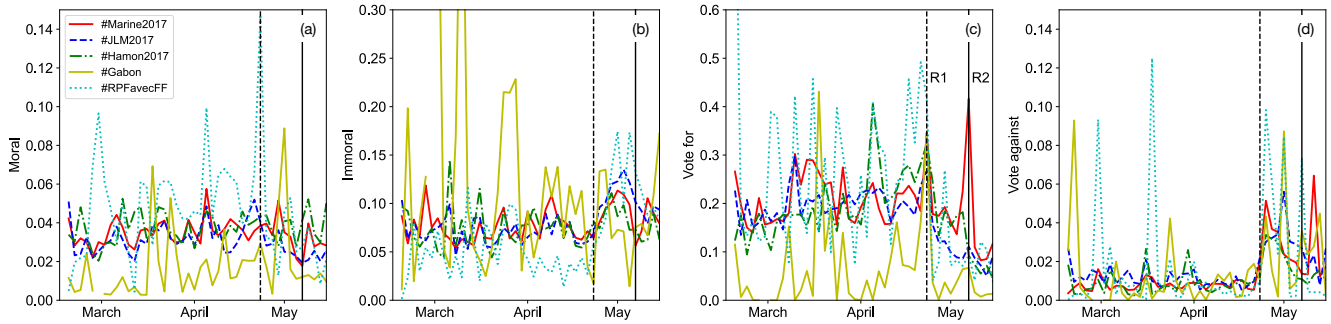 (a)
#Marine2017
#JLM2017
#Hamon2017
#Gabon
#RPFavecFF
Moral
0.14
0.12
0.10
0.08
0.06
0.04
0.02
0.00
March
April
May
(b)
Immoral
0.30
0.25
0.20
0.15
0.10
0.05
0.00
March
April
May
(c)
R1
R2
Vote for
0.6
0.5
0.4
0.3
0.2
0.1
0.0
March
April
May
(d)
Vote against
0.14
0.12
0.10
0.08
0.06
0.04
0.02
0.00
March
April
May